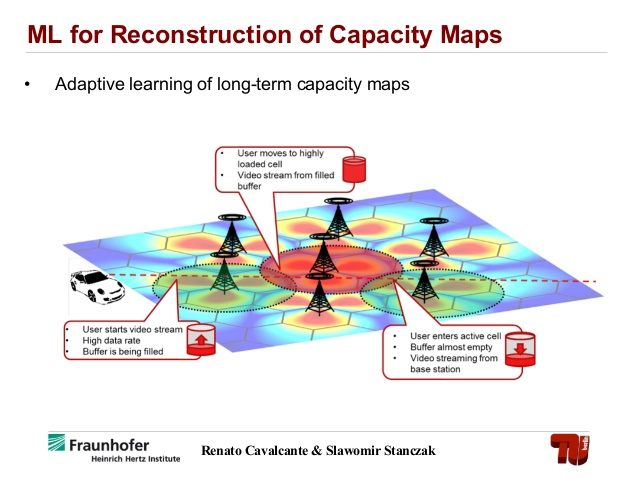 ML for Reconstruction of Capacity Maps
• Adaptive learning of long-term capacity maps
• User moves to highly
loaded cell
• Video stream from filled
buffer
• User starts video stream
• High data rate
• Buffer is being filled
• User enters active cell
• Buffer almost empty
• Video streaming from
base station
Fraunhofer
Heinrich Hertz Institute
Renato Cavalcante & Slawomir Stanczak